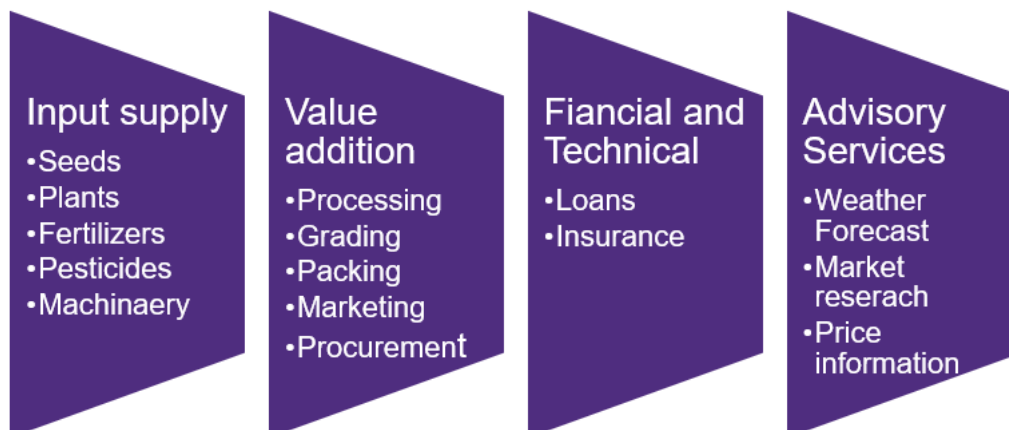 Input supply
•Seeds
•Plants
•Fertilizers
•Pesticides
•Machinaery
Value
addition
•Processing
•Grading
•Packing
•Marketing
•Procurement
Fiancial and
Technical
•Loans
•Insurance
Advisory
Services
•Weather
Forecast
•Market
reserach
•Price
information